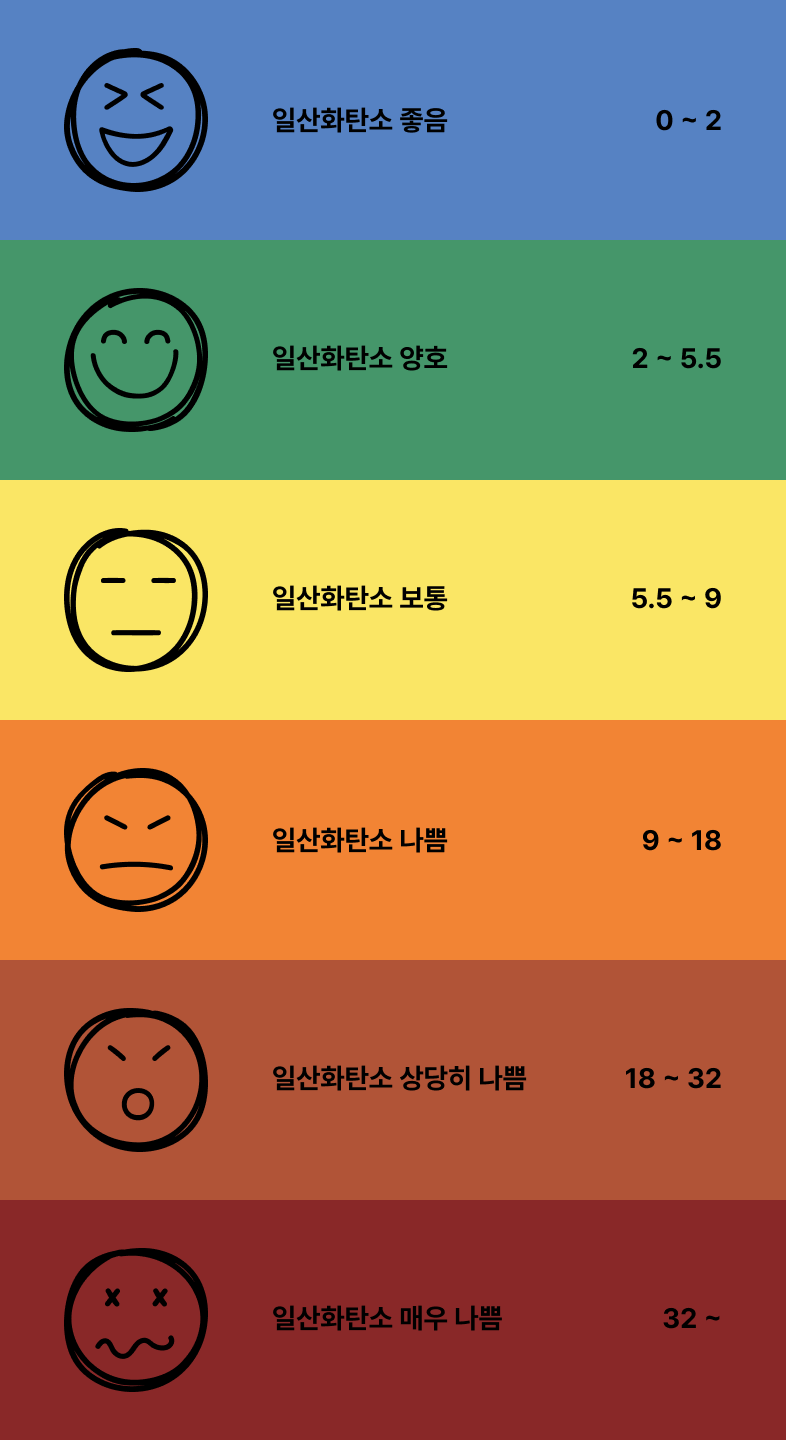 일산화탄소 좋음 0 ~ 2
일산화탄소 양호 2 ~ 5.5
일산화탄소 보통 5.5 ~ 9
일산화탄소 나쁨 9 ~ 18
일산화탄소 상당히 나쁨 18 ~ 32
일산화탄소 매우 나쁨 32 ~